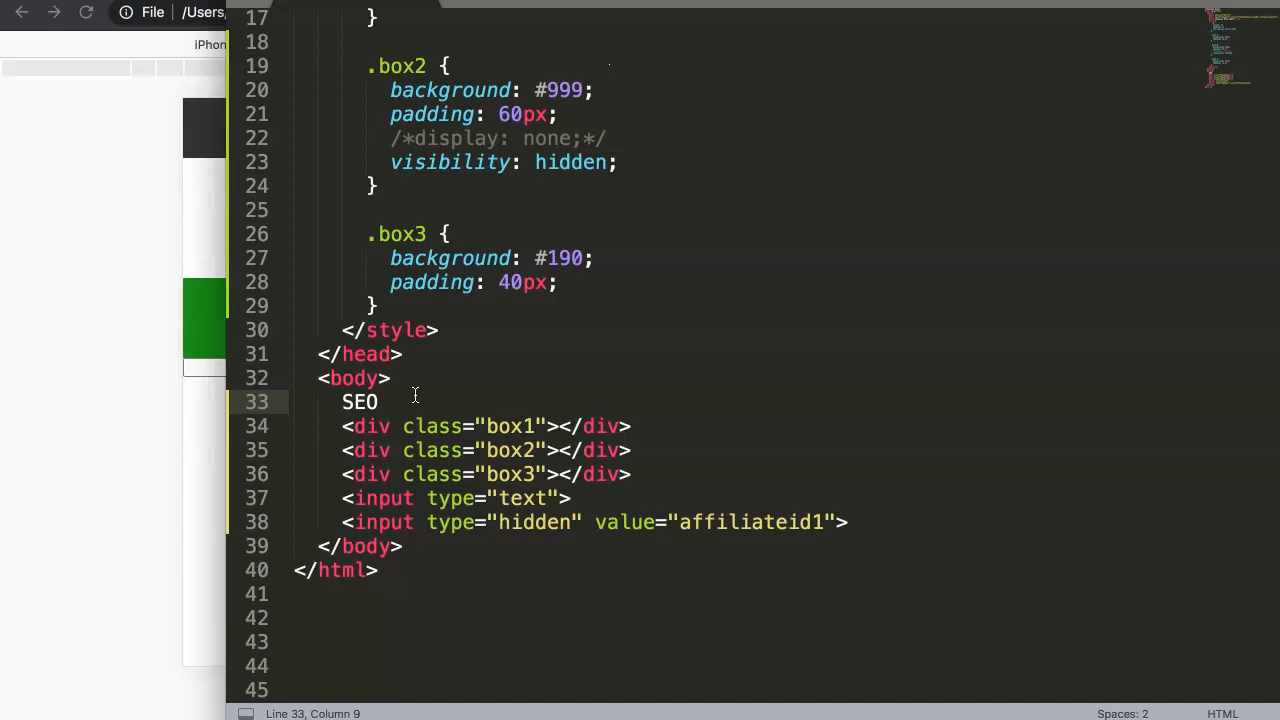 File /Users,
iPhon
17 }
18
19 .box2 {
20 background: #999;
21 padding: 60px;
22 /*display: none;*/
23 visibility: hidden;
24 }
25
26 .box3 {
27 background: #190;
28 padding: 40px;
29 }
30 </style>
31 </head>
32 <body>
33 SEO
34 <div class="box1"></div>
35 <div class="box2"></div>
36 <div class="box3"></div>
37 <input type="text">
38 <input type="hidden" value="affiliateid1">
39 </body>
40 </html>
41
42
43
44
45
Line 33, Column 9
Spaces: 2
HTML